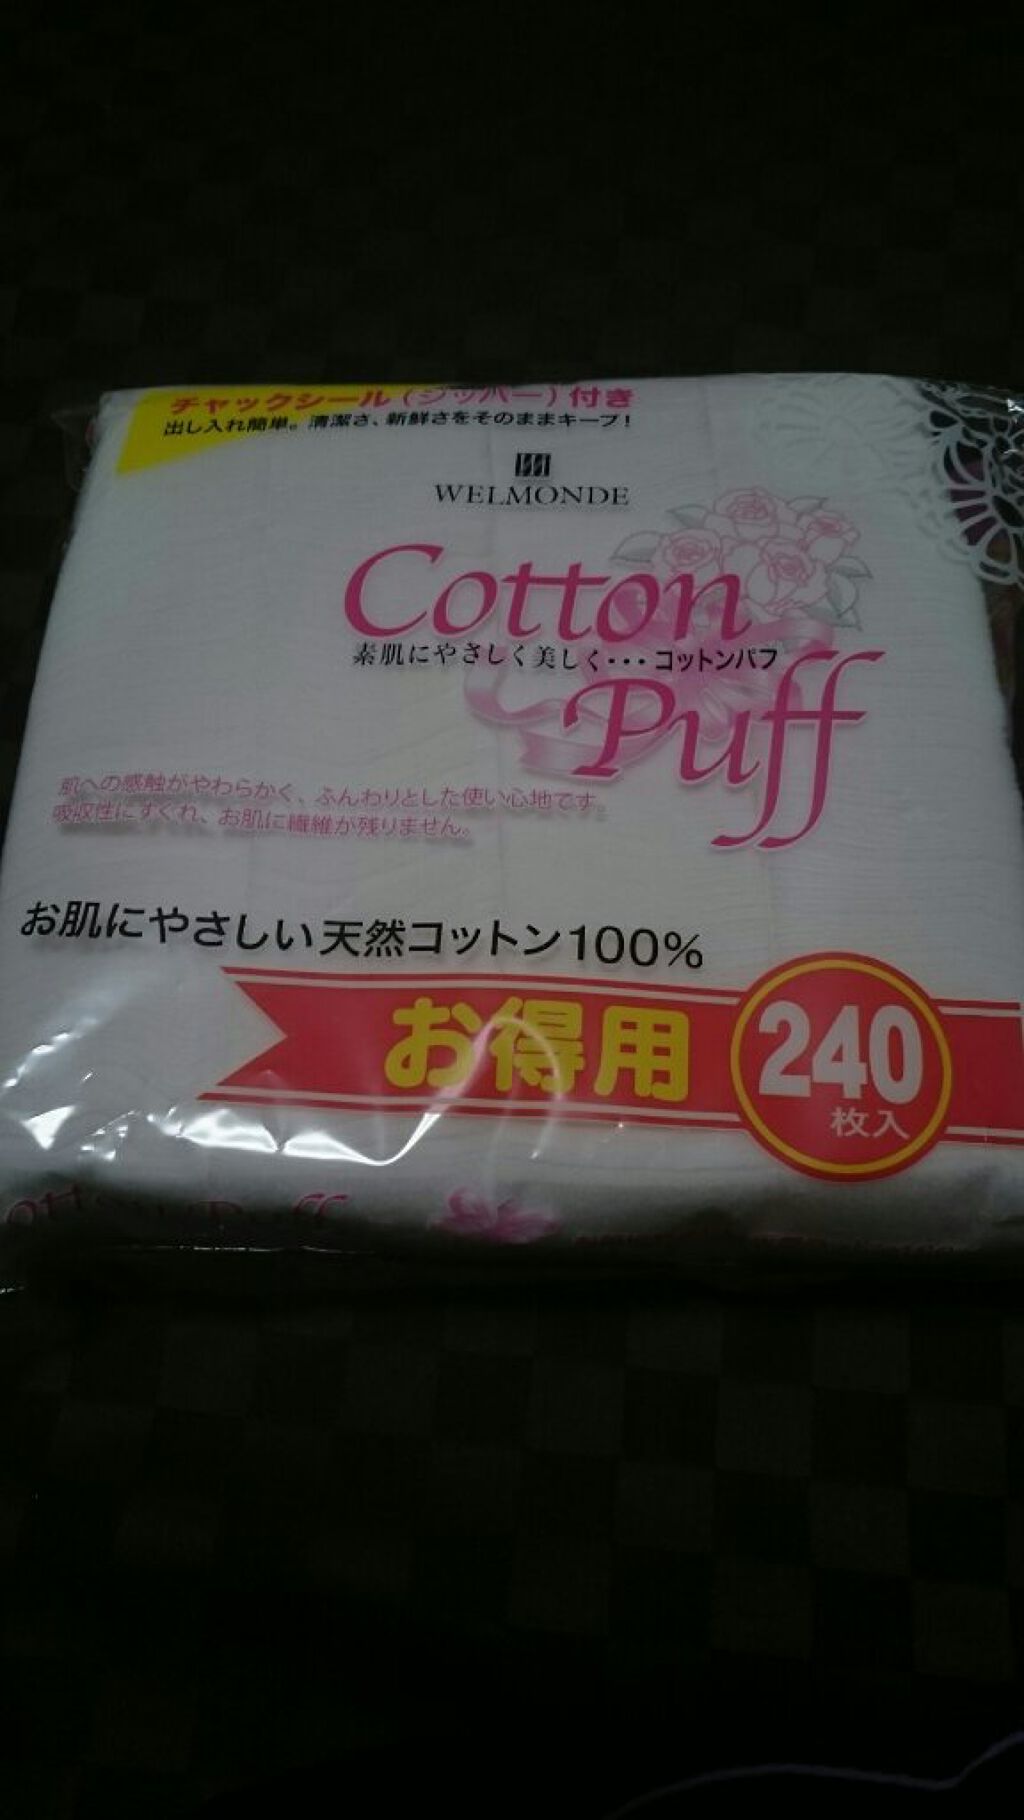 チャックシール(ジッパー)付き
出し入れ簡単。清潔さ、新鮮さをそのままキープ!
WELMONDE
Cotton
素肌にやさしく美しく・・・コットンパフ
Puff
肌への感触がやわらかく、ふんわりとした使い心地です。
吸収性にすぐれ、お肌に繊維が残りません。
お肌にやさしい天然コットン100%
お得用
240
枚入